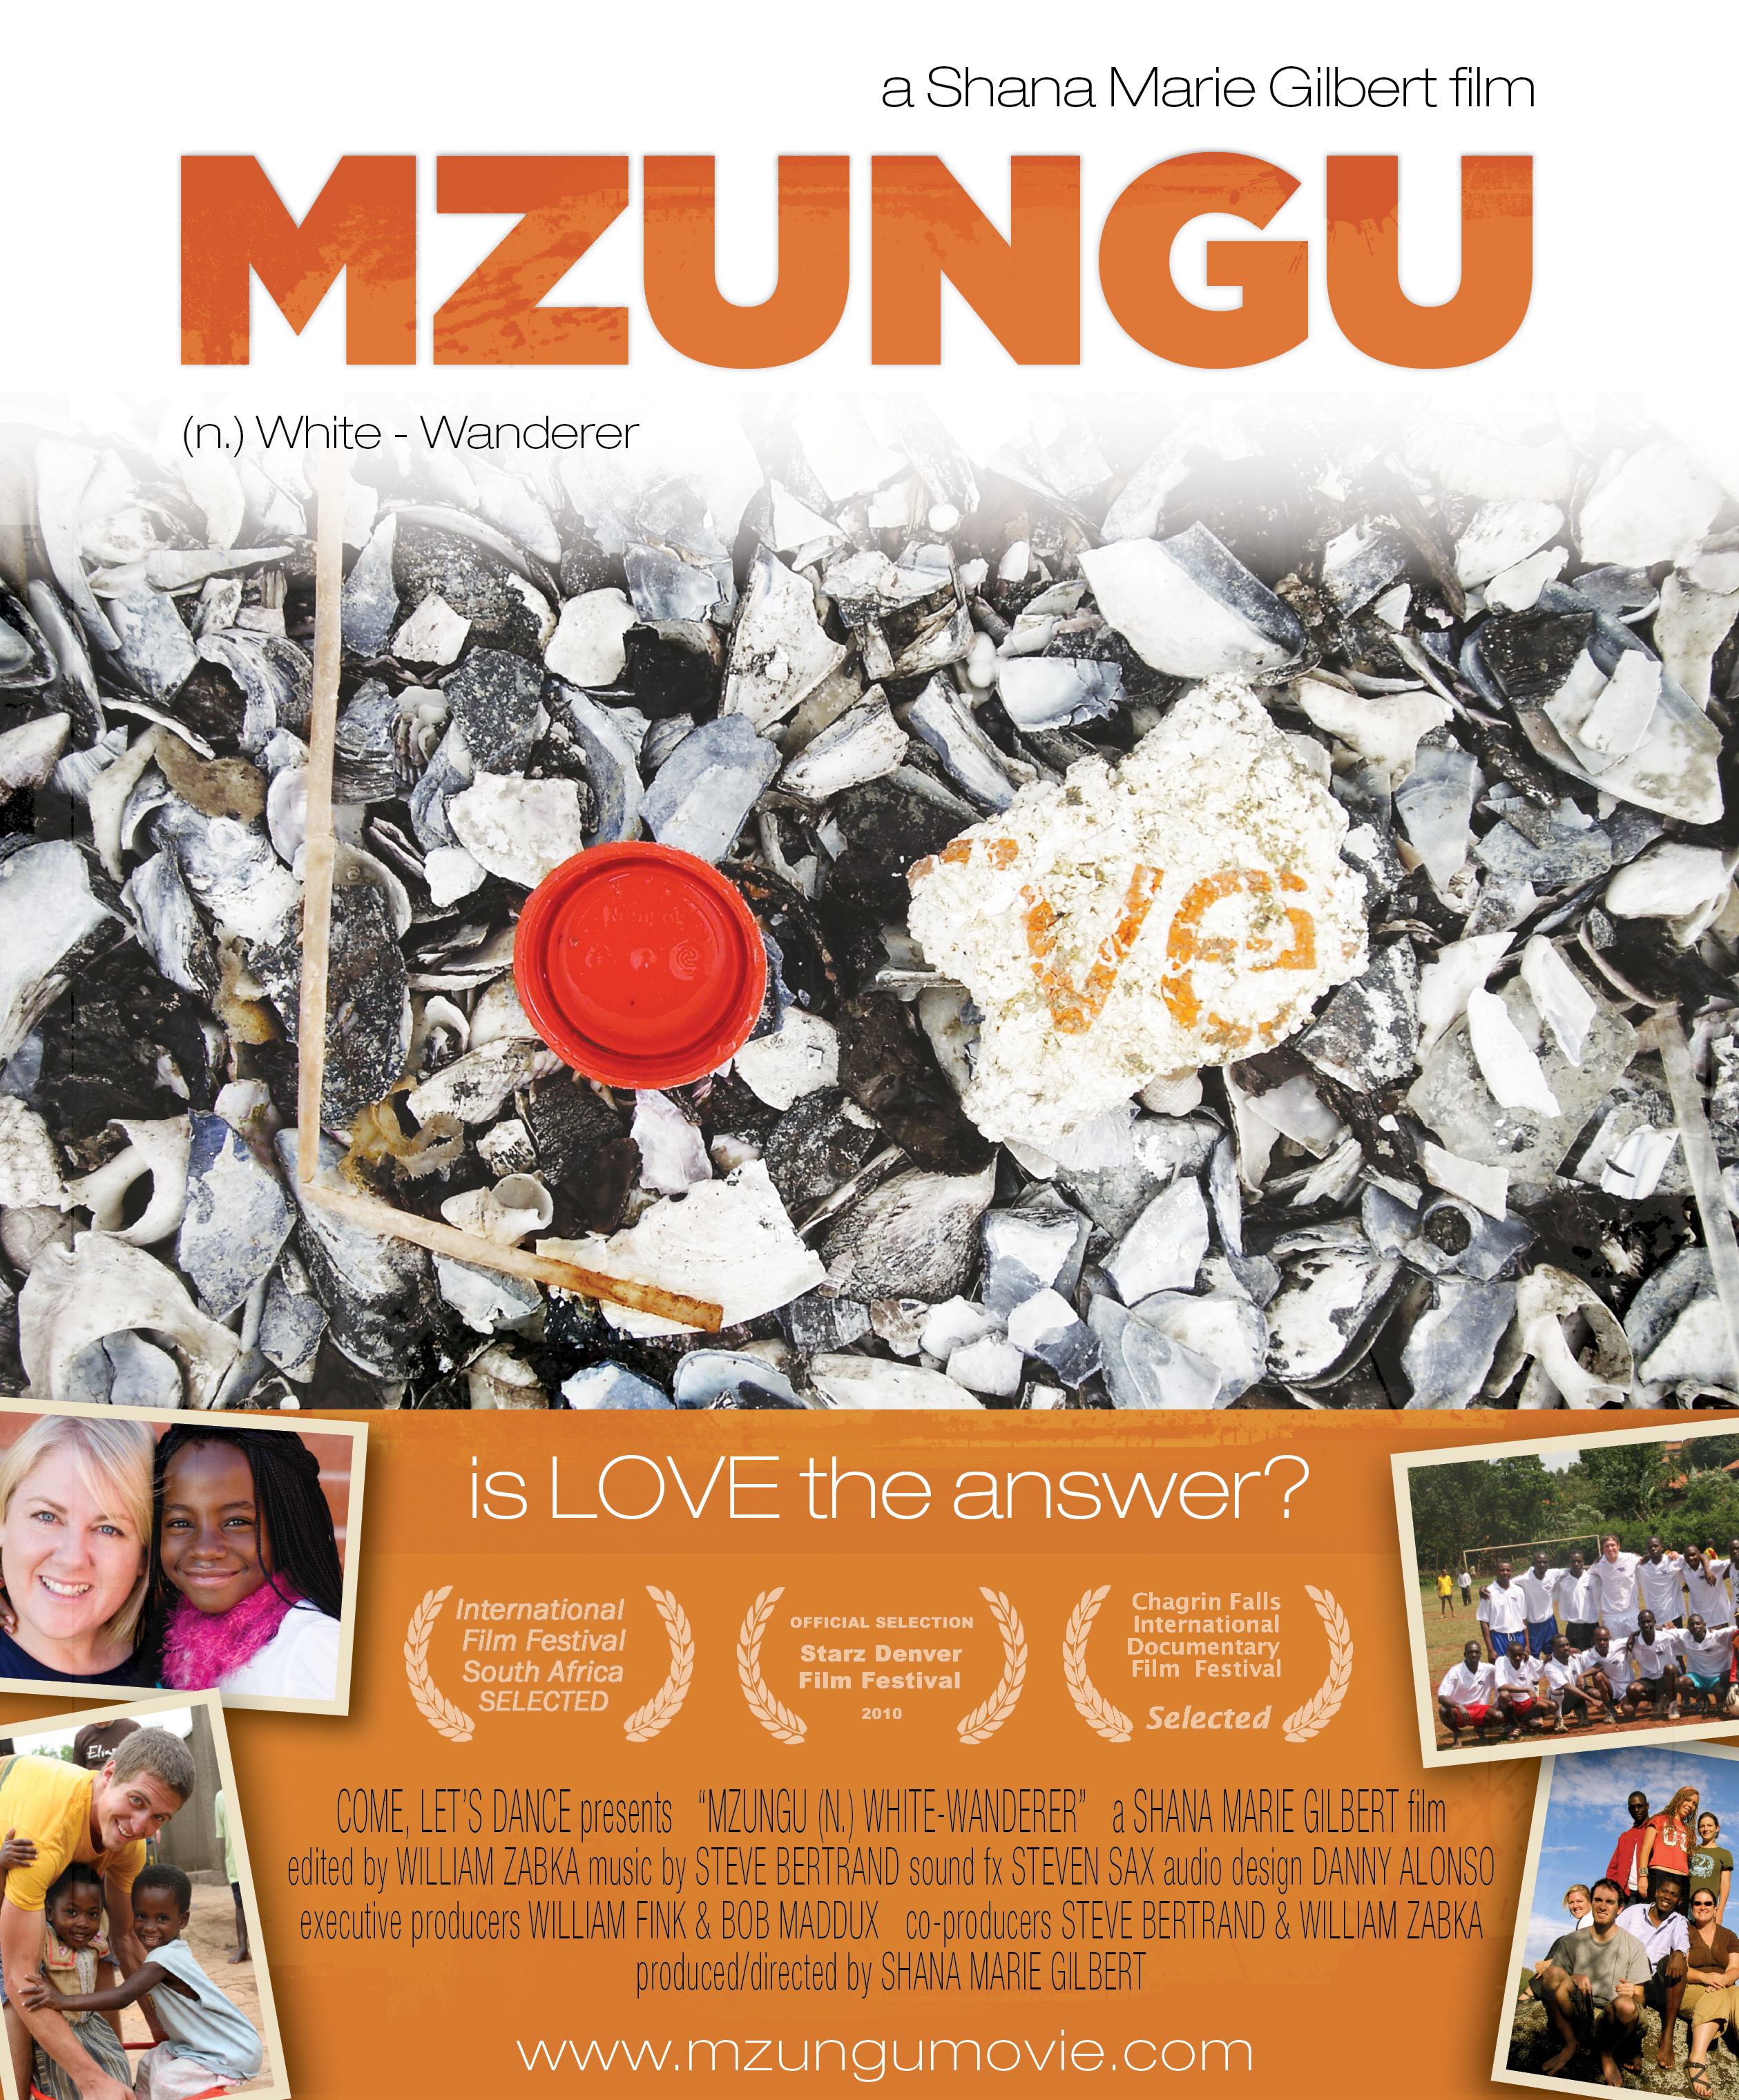 a Shana Marie Gilbert film
MZUNGU
(n.) White - Wanderer
ve
is LOVE the answer?
International
Film Festival
South Africa
SELECTED
OFFICIAL SELECTION
Starz Denver
Film Festival
2010
Chagrin Falls
International
Documentary
Film Festival
Selected
COME, LET'S DANCE presents "MZUNGU (N.) WHITE-WANDERER" a SHANA MARIE GILBERT film
edited by WILLIAM ZABKA music by STEVE BERTRAND sound fx STEVEN SAX audio design DANNY ALONSO
executive producers WILLIAM FINK & BOB MADDUX co-producers STEVE BERTRAND & WILLIAM ZABKA
produced/directed by SHANA MARIE GILBERT
www.mzungumovie.com